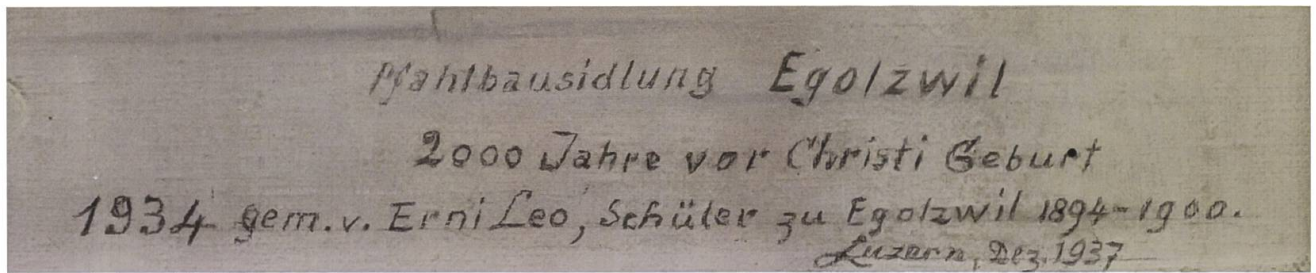 Pfahlbausidlung Egolzwil
2000 Jahre vor Christi Geburt
1934 gem. v. Erni Leo, Schüler zu Egolzwil 1894-1900.
Luzern, Dez. 1937